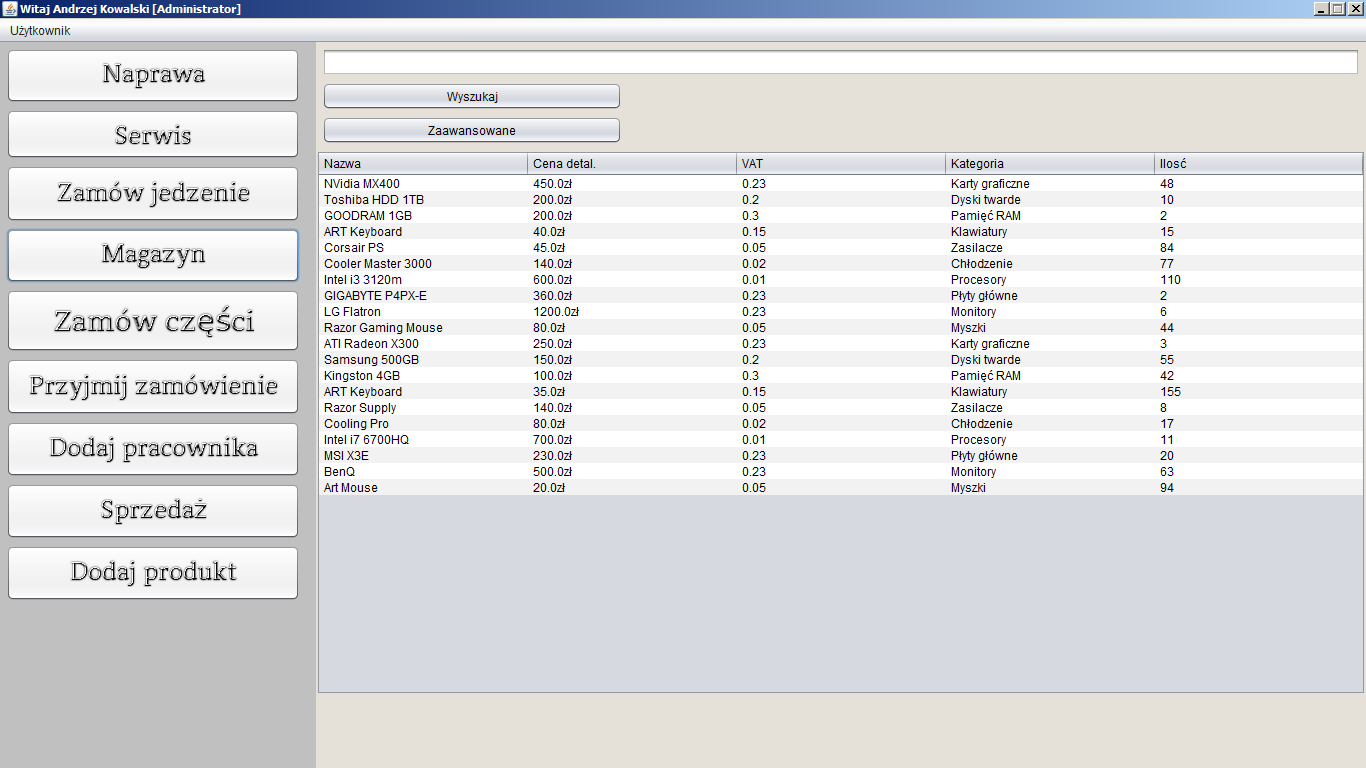 Witaj Andrzej Kowalski [Administrator]
Użytkownik
Naprawa
Serwis
Zamów jedzenie
Magazyn
Zamów części
Przyjmij zamówienie
Dodaj pracownika
Sprzedaż
Dodaj produkt
Wyszukaj
Zaawansowane
Nazwa Cena detal. VAT Kategoria Ilosć
NVidia MX400 450.0zł 0.23 Karty graficzne 48
Toshiba HDD 1TB 200.0zł 0.2 Dyski twarde 10
GOODRAM 1GB 200.0zł 0.3 Pamięć RAM 2
ART Keyboard 40.0zł 0.15 Klawiatury 15
Corsair PS 45.0zł 0.05 Zasilacze 84
Cooler Master 3000 140.0zł 0.02 Chłodzenie 77
Intel i3 3120m 600.0zł 0.01 Procesory 110
GIGABYTE P4PX-E 360.0zł 0.23 Płyty główne 2
LG Flatron 1200.0zł 0.23 Monitory 6
Razor Gaming Mouse 80.0zł 0.05 Myszki 44
ATI Radeon X300 250.0zł 0.23 Karty graficzne 3
Samsung 500GB 150.0zł 0.2 Dyski twarde 55
Kingston 4GB 100.0zł 0.3 Pamięć RAM 42
ART Keyboard 35.0zł 0.15 Klawiatury 155
Razor Supply 140.0zł 0.05 Zasilacze 8
Cooling Pro 80.0zł 0.02 Chłodzenie 17
Intel i7 6700HQ 700.0zł 0.01 Procesory 11
MSI X3E 230.0zł 0.23 Płyty główne 20
BenQ 500.0zł 0.23 Monitory 63
Art Mouse 20.0zł 0.05 Myszki 94